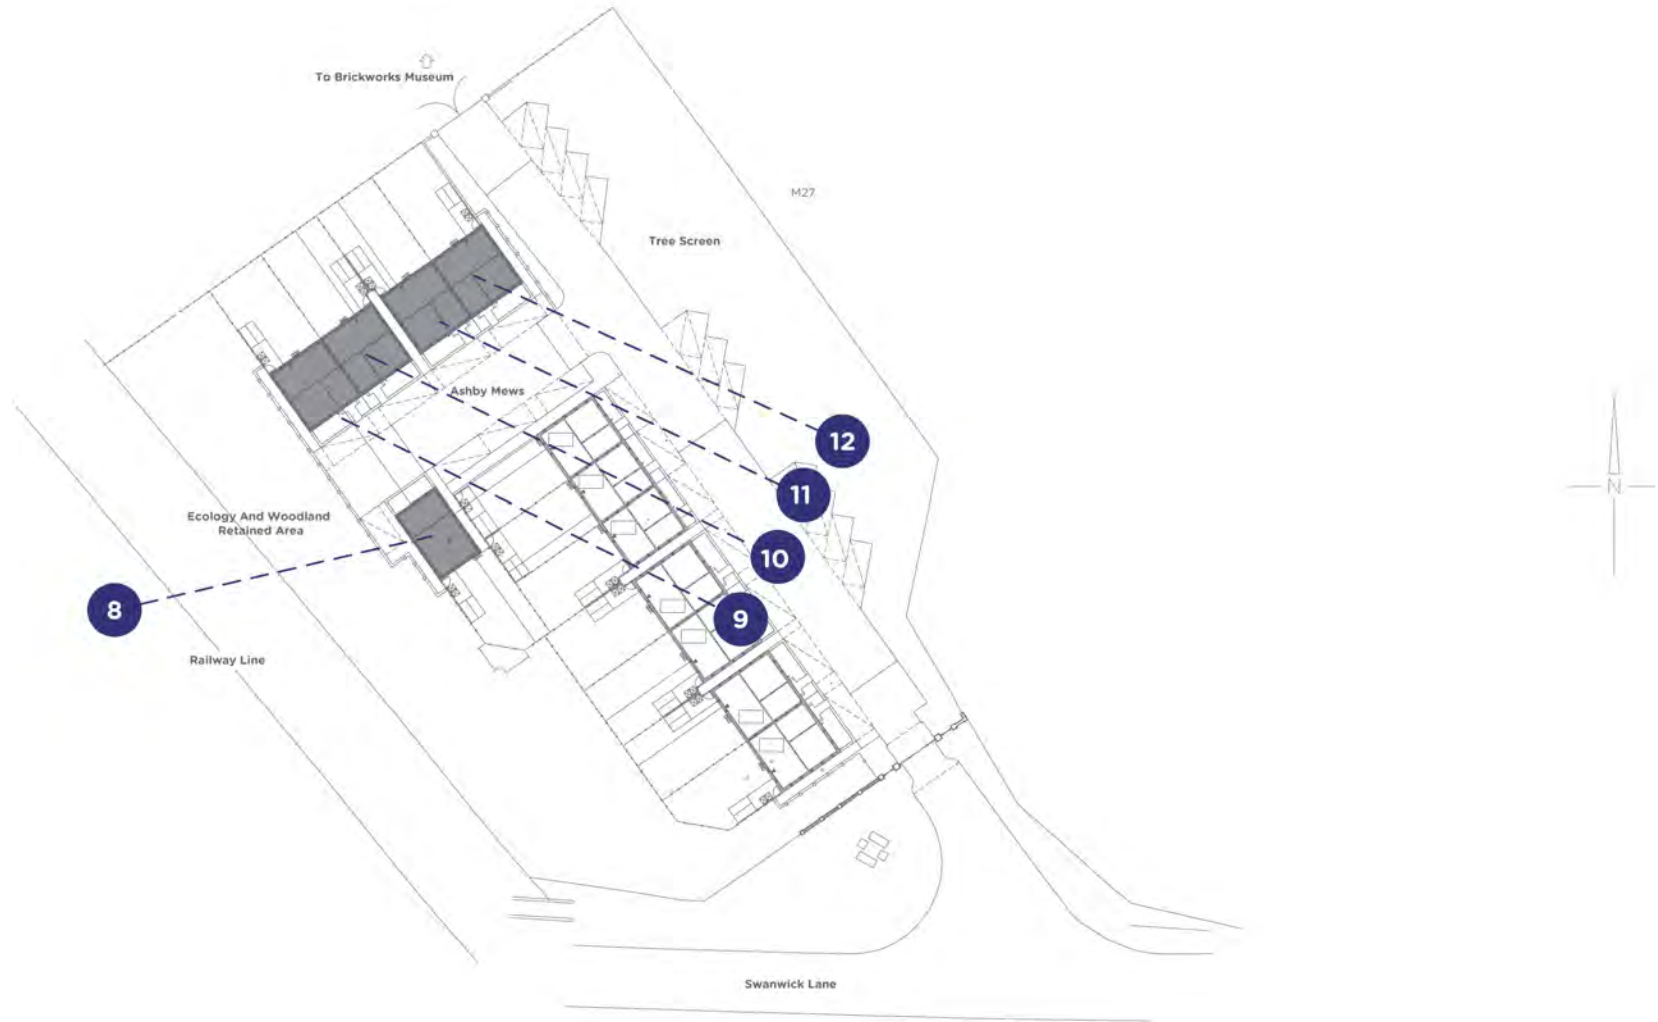 To Brickworks Museum
M27
Tree Screen
Ashby Mews
12
11
Ecology And Woodland
Retained Area
10
8
9
Railway Line
N
Swanwick Lane